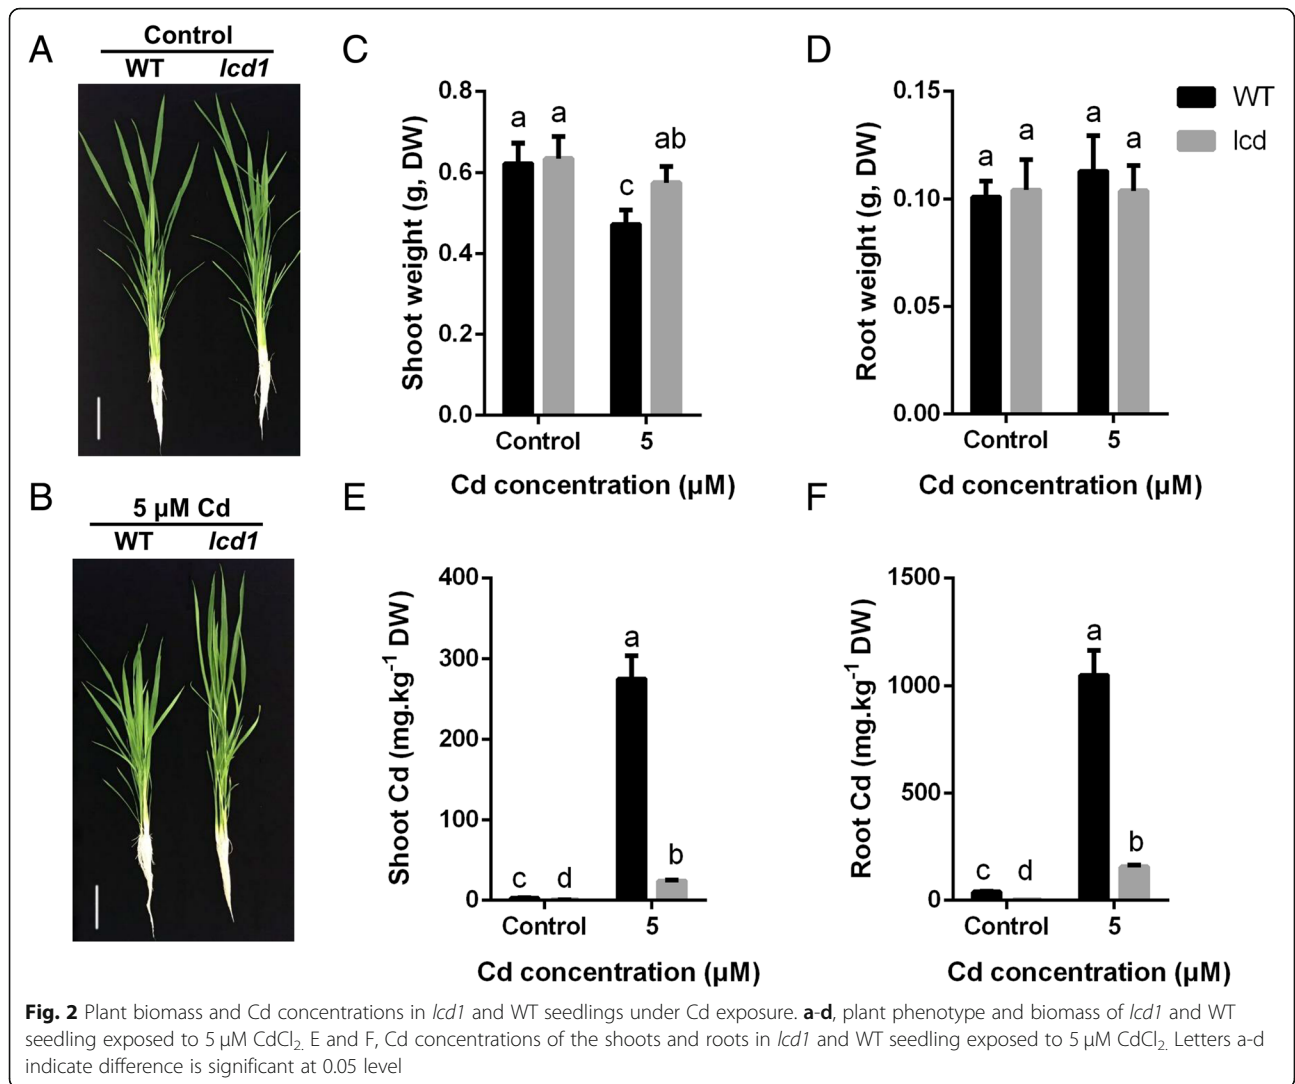 A
Control
WT lcd1
B
5 µM Cd
WT lcd1
C
Shoot weight (g, DW)
0.8
0.6
0.4
0.2
0.0
a a c ab
Control 5
Cd concentration (µM)
D
Root weight (g, DW)
0.15
0.10
0.05
0.00
a a a a
Control 5
Cd concentration (µM)
WT
lcd
E
Shoot Cd (mg.kg⁻¹ DW)
400
300
200
100
0
c d a b
Control 5
Cd concentration (µM)
F
Root Cd (mg.kg⁻¹ DW)
1500
1000
500
0
c d a b
Control 5
Cd concentration (µM)
Fig. 2 Plant biomass and Cd concentrations in lcd1 and WT seedlings under Cd exposure. a-d, plant phenotype and biomass of lcd1 and WT
seedling exposed to 5 µM CdCl₂. E and F, Cd concentrations of the shoots and roots in lcd1 and WT seedling exposed to 5 µM CdCl₂. Letters a-d
indicate difference is significant at 0.05 level